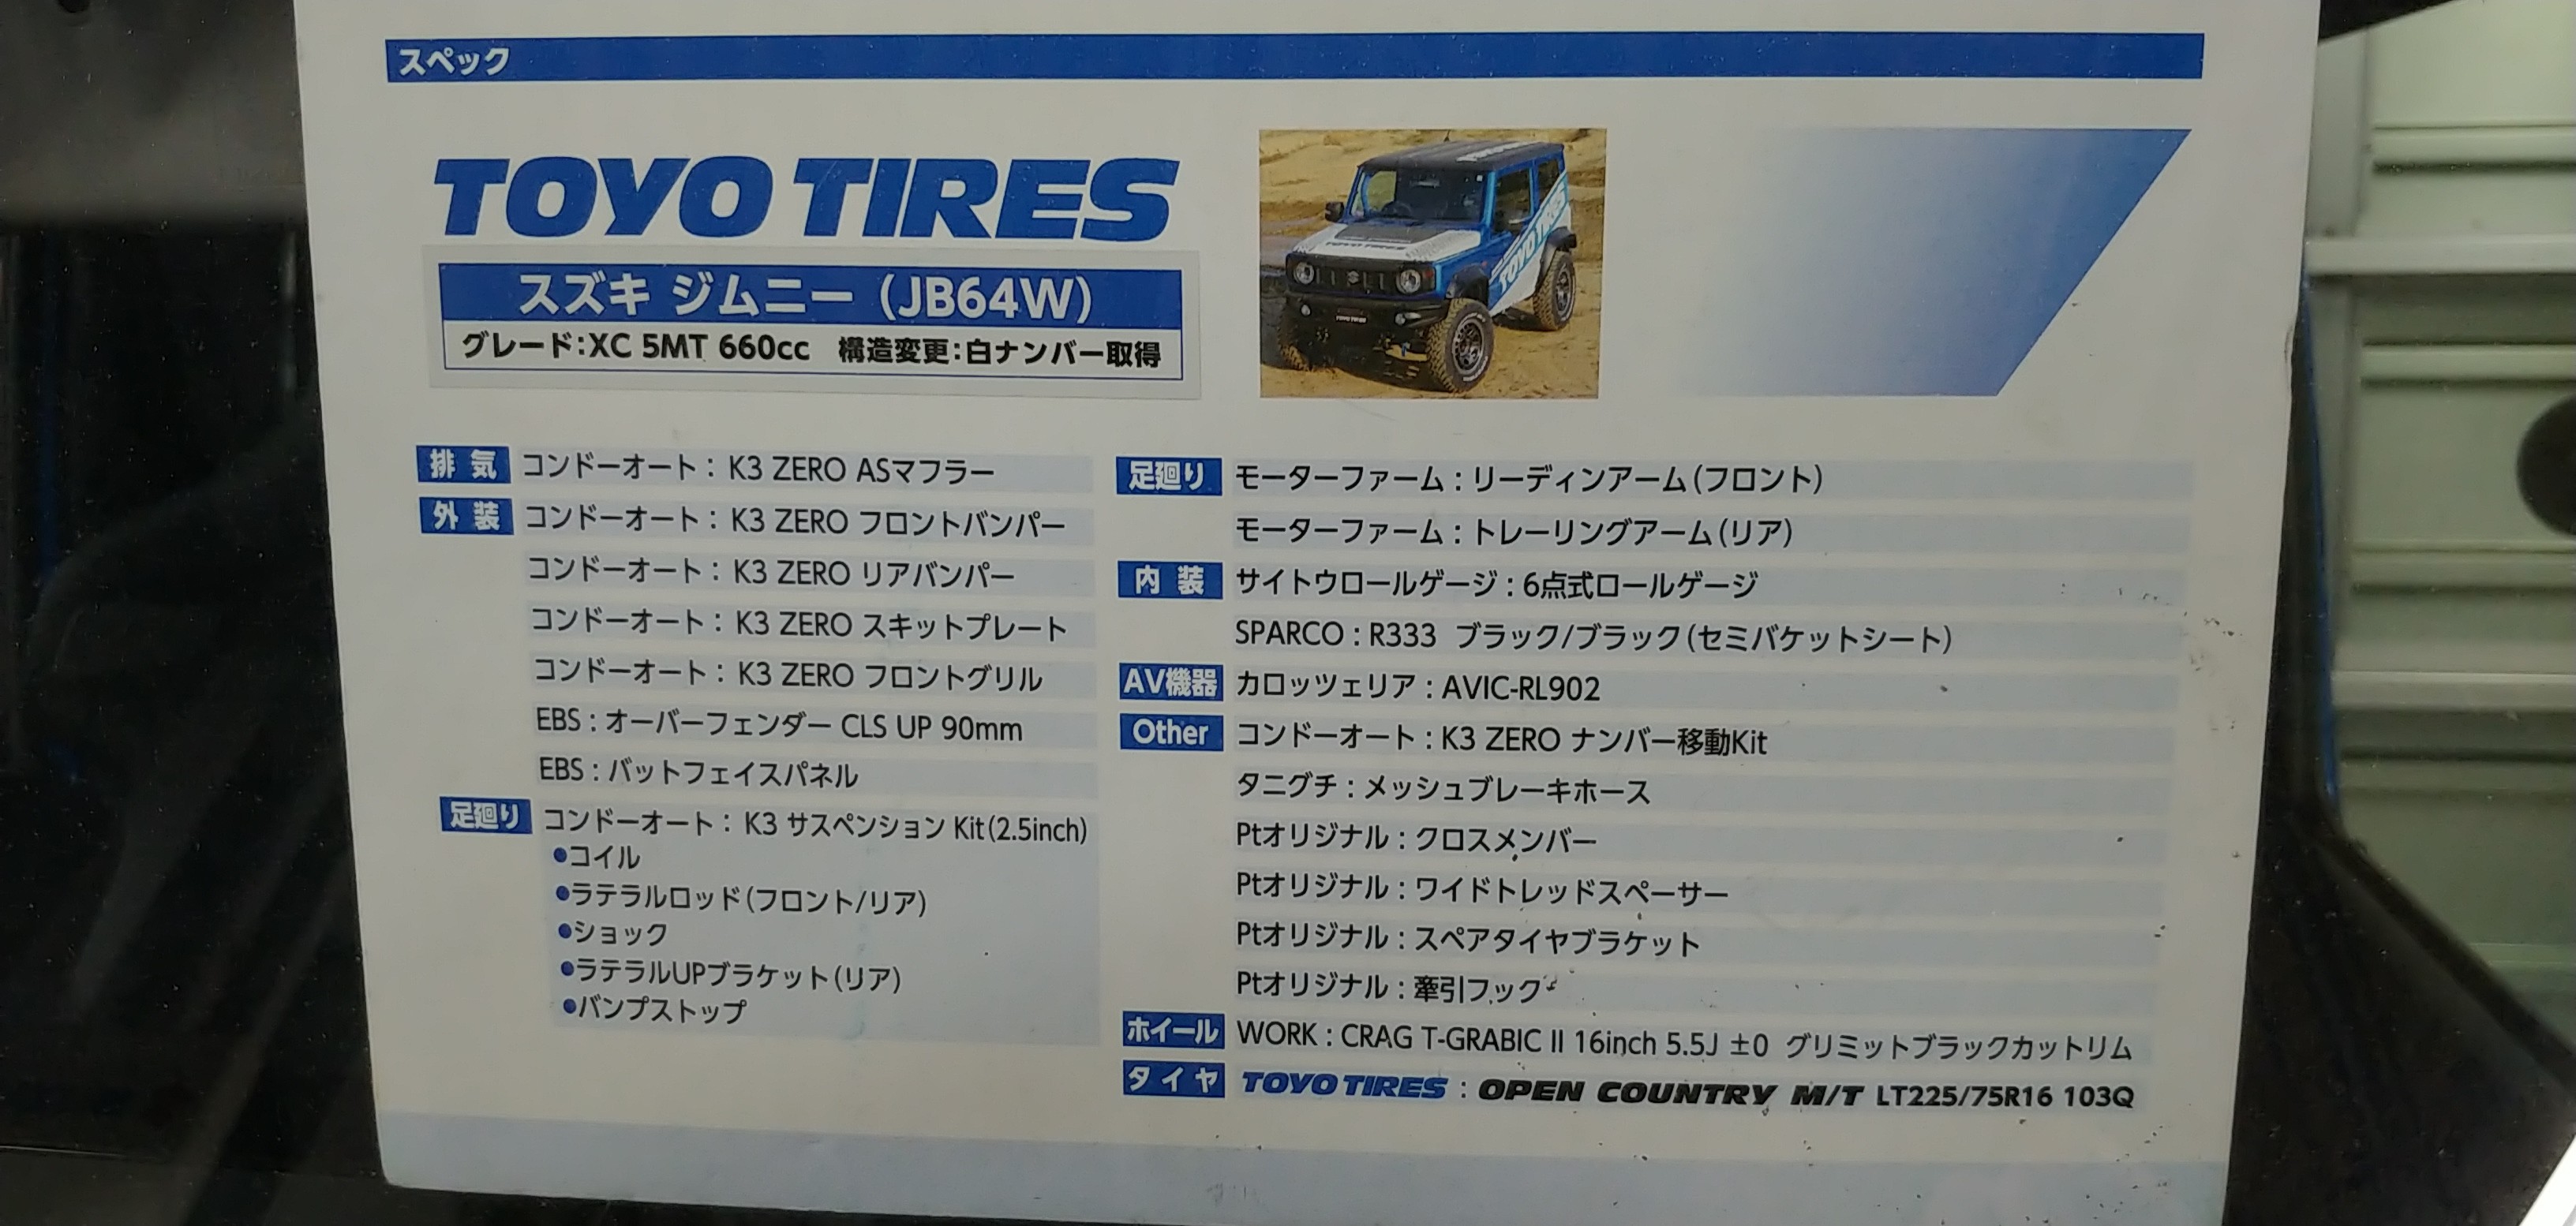 スペック
TOYO TIRES
スズキ ジムニー (JB64W)
グレード:XC 5MT 660cc 構造変更:白ナンバー取得
排気 コンドーオート: K3 ZERO ASマフラー
外装 コンドーオート: K3 ZERO フロントバンパー
コンドーオート: K3 ZERO リアバンパー
コンドーオート: K3 ZERO スキットプレート
コンドーオート: K3 ZERO フロントグリル
EBS:オーバーフェンダー CLS UP 90mm
EBS:バットフェイスパネル
足廻り コンドーオート: K3 サスペンション Kit(2.5inch)
●コイル
●ラテラルロッド(フロント/リア)
●ショック
●ラテラルUPブラケット(リア)
●バンプストップ
足廻り モーターファーム:リーディンアーム(フロント)
モーターファーム:トレーリングアーム(リア)
内装 サイトウロールゲージ:6点式ロールゲージ
SPARCO:R333 ブラック/ブラック(セミバケットシート)
AV機器 カロッツェリア:AVIC-RL902
Other コンドーオート:K3 ZERO ナンバー移動Kit
タニグチ:メッシュブレーキホース
Ptオリジナル:クロスメンバー
Ptオリジナル:ワイドトレッドスペーサー
Ptオリジナル:スペアタイヤブラケット
Ptオリジナル:牽引フック
ホイール WORK:CRAG T-GRABIC II 16inch 5.5J ±0 グリミットブラックカットリム
タイヤ TOYO TIRES:OPEN COUNTRY M/T LT225/75R16 103Q
TOYO TIRES
TOYO TIRES
TOYO TIRES